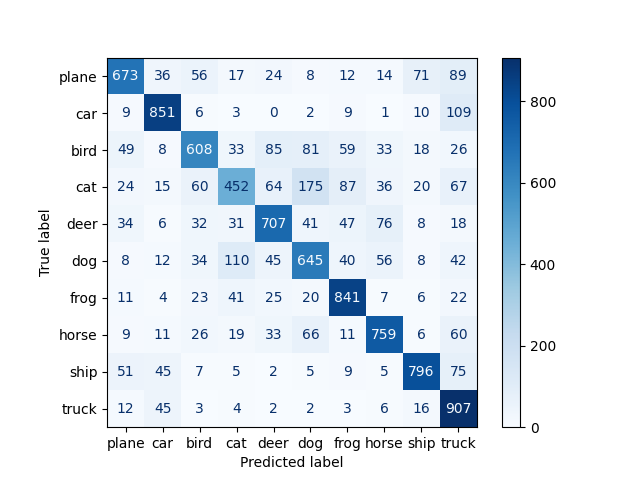 plane 673 36 56 17 24 8 12 14 71 89
car 9 851 6 3 0 2 9 1 10 109
bird 49 8 608 33 85 81 59 33 18 26
cat 24 15 60 452 64 175 87 36 20 67
deer 34 6 32 31 707 41 47 76 8 18
dog 8 12 34 110 45 645 40 56 8 42
frog 11 4 23 41 25 20 841 7 6 22
horse 9 11 26 19 33 66 11 759 6 60
ship 51 45 7 5 2 5 9 5 796 75
truck 12 45 3 4 2 2 3 6 16 907
plane car bird cat deer dog frog horse ship truck
Predicted label
True label
800
600
400
200
0